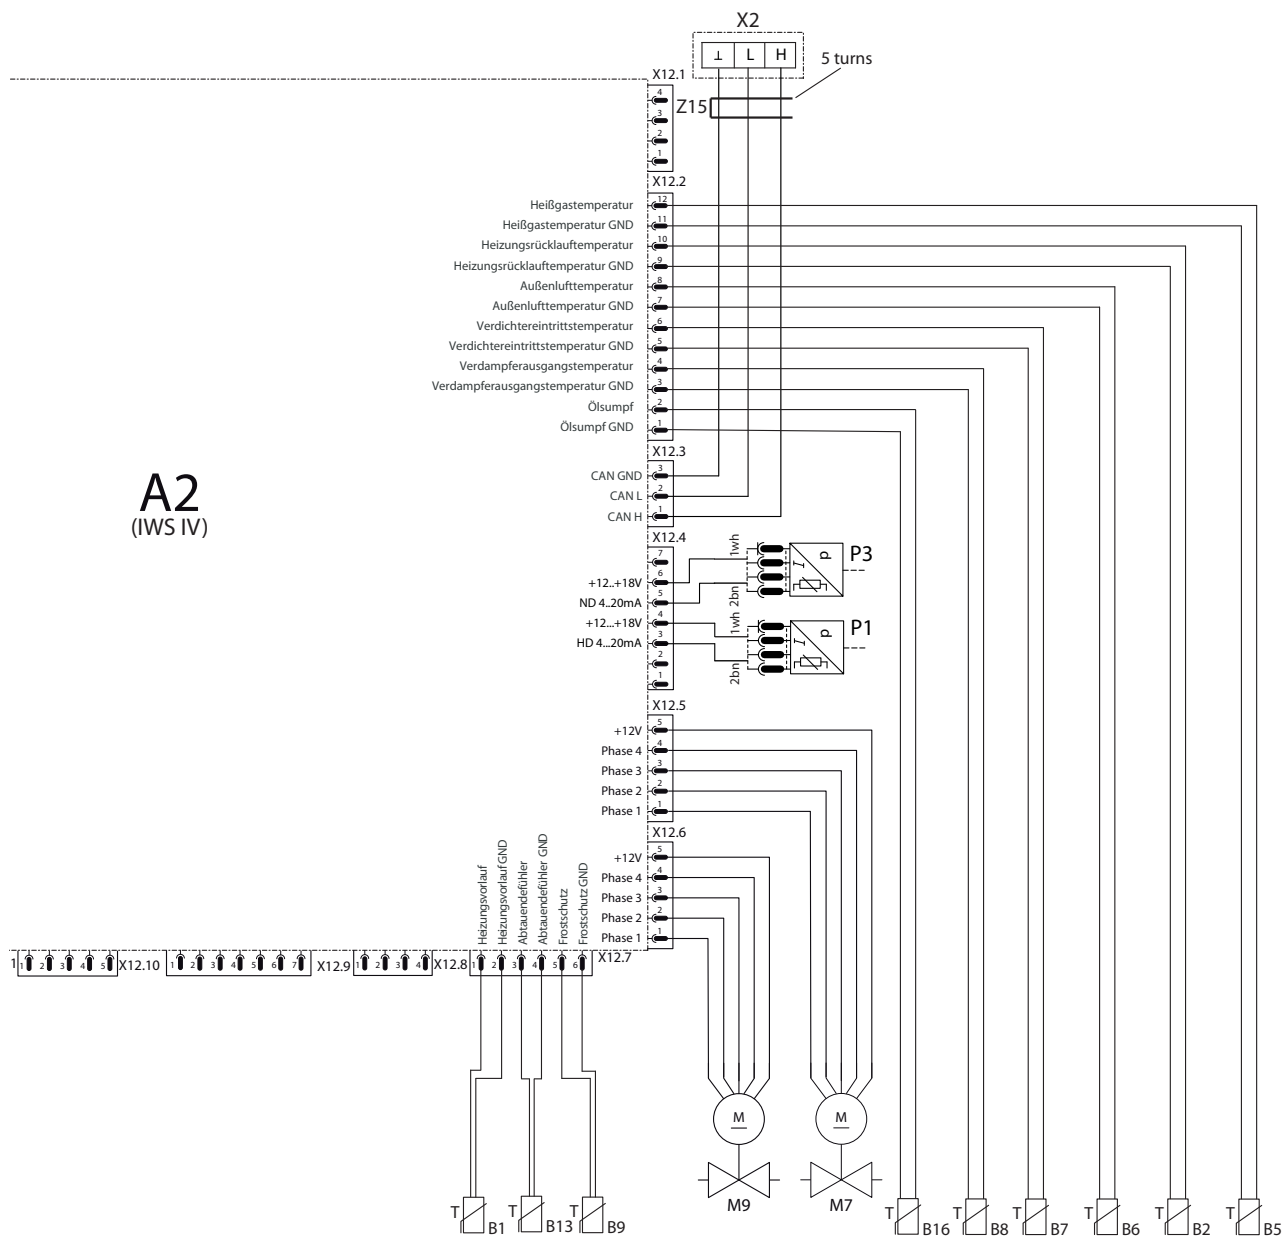 X2
⊥ L H
5 turns
Z15
X12.1
4
3
2
1
X12.2
Heißgastemperatur 12
Heißgastemperatur GND 11
Heizungsrücklauftemperatur 10
Heizungsrücklauftemperatur GND 9
Außenlufttemperatur 8
Außenlufttemperatur GND 7
Verdichtereintrittstemperatur 6
Verdichtereintrittstemperatur GND 5
Verdampferausgangstemperatur 4
Verdampferausgangstemperatur GND 3
Ölsumpf 2
Ölsumpf GND 1
X12.3
CAN GND 3
CAN L 2
CAN H 1
A2
(IWS IV)
X12.4
7
6
+12..+18V
5
ND 4..20mA
4
+12...+18V
3
HD 4...20mA
2
1
1wh
2bn
p
I
P3
1wh
2bn
p
I
P1
X12.5
+12V 5
Phase 4 4
Phase 3 3
Phase 2 2
Phase 1 1
X12.6
+12V 5
Phase 4 4
Phase 3 3
Phase 2 2
Phase 1 1
Heizungsvorlauf
Heizungsvorlauf GND
Abtauendefühler
Abtauendefühler GND
Frostschutz
Frostschutz GND
1
1 2 3 4 5
X12.10
1 2 3 4 5 6 7
X12.9
1 2 3 4
X12.8
1 2 3 4 5 6
X12.7
M
M9
M
M7
T B1
T B13
T B9
T B16
T B8
T B7
T B6
T B2
T B5